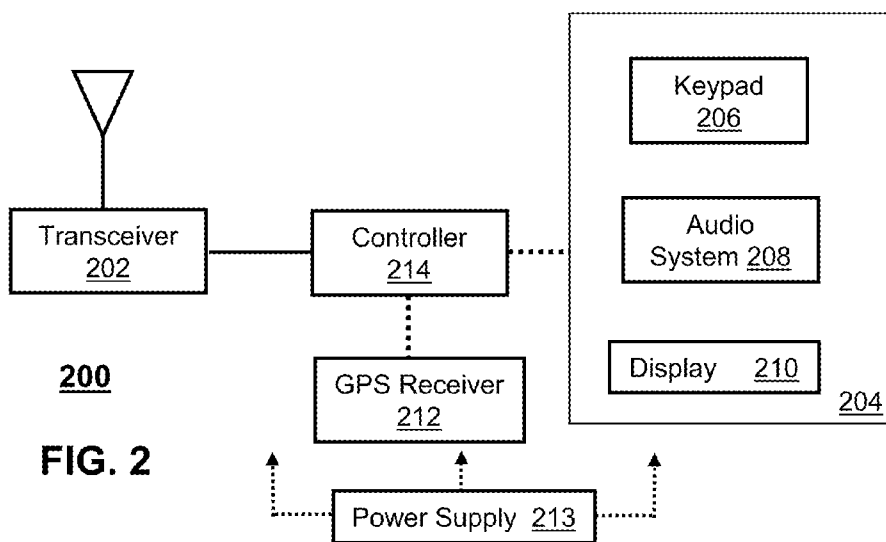 Keypad
206
Transceiver
202
Controller
214
Audio
System 208
GPS Receiver
212
Display 210
204
200
FIG. 2
Power Supply 213